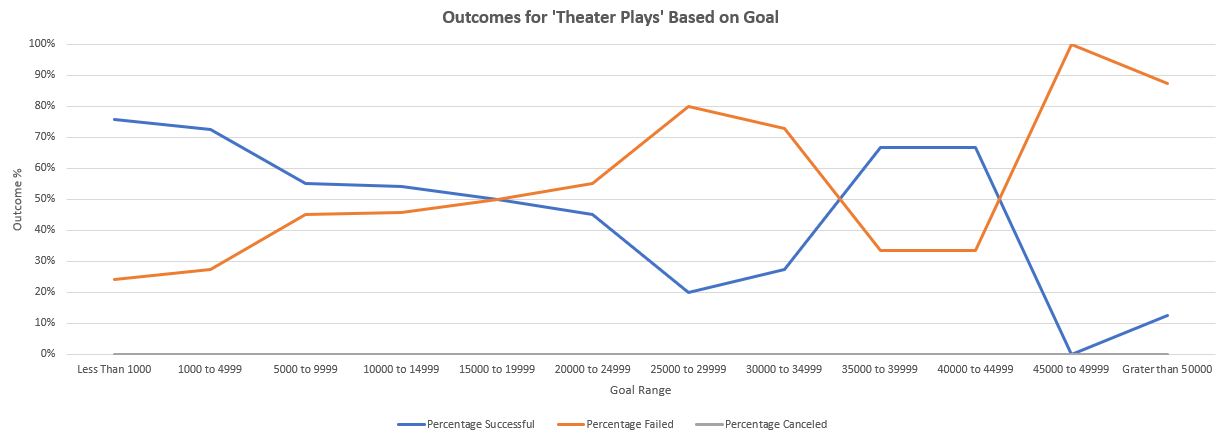 Outcomes for 'Theater Plays' Based on Goal
100%
90%
80%
70%
60%
50%
40%
30%
20%
10%
0%
Outcome %
Less Than 1000 1000 to 4999 5000 to 9999 10000 to 14999 15000 to 19999 20000 to 24999 25000 to 29999 30000 to 34999 35000 to 39999 40000 to 44999 45000 to 49999 Grater than 50000
Goal Range
Percentage Successful Percentage Failed Percentage Canceled